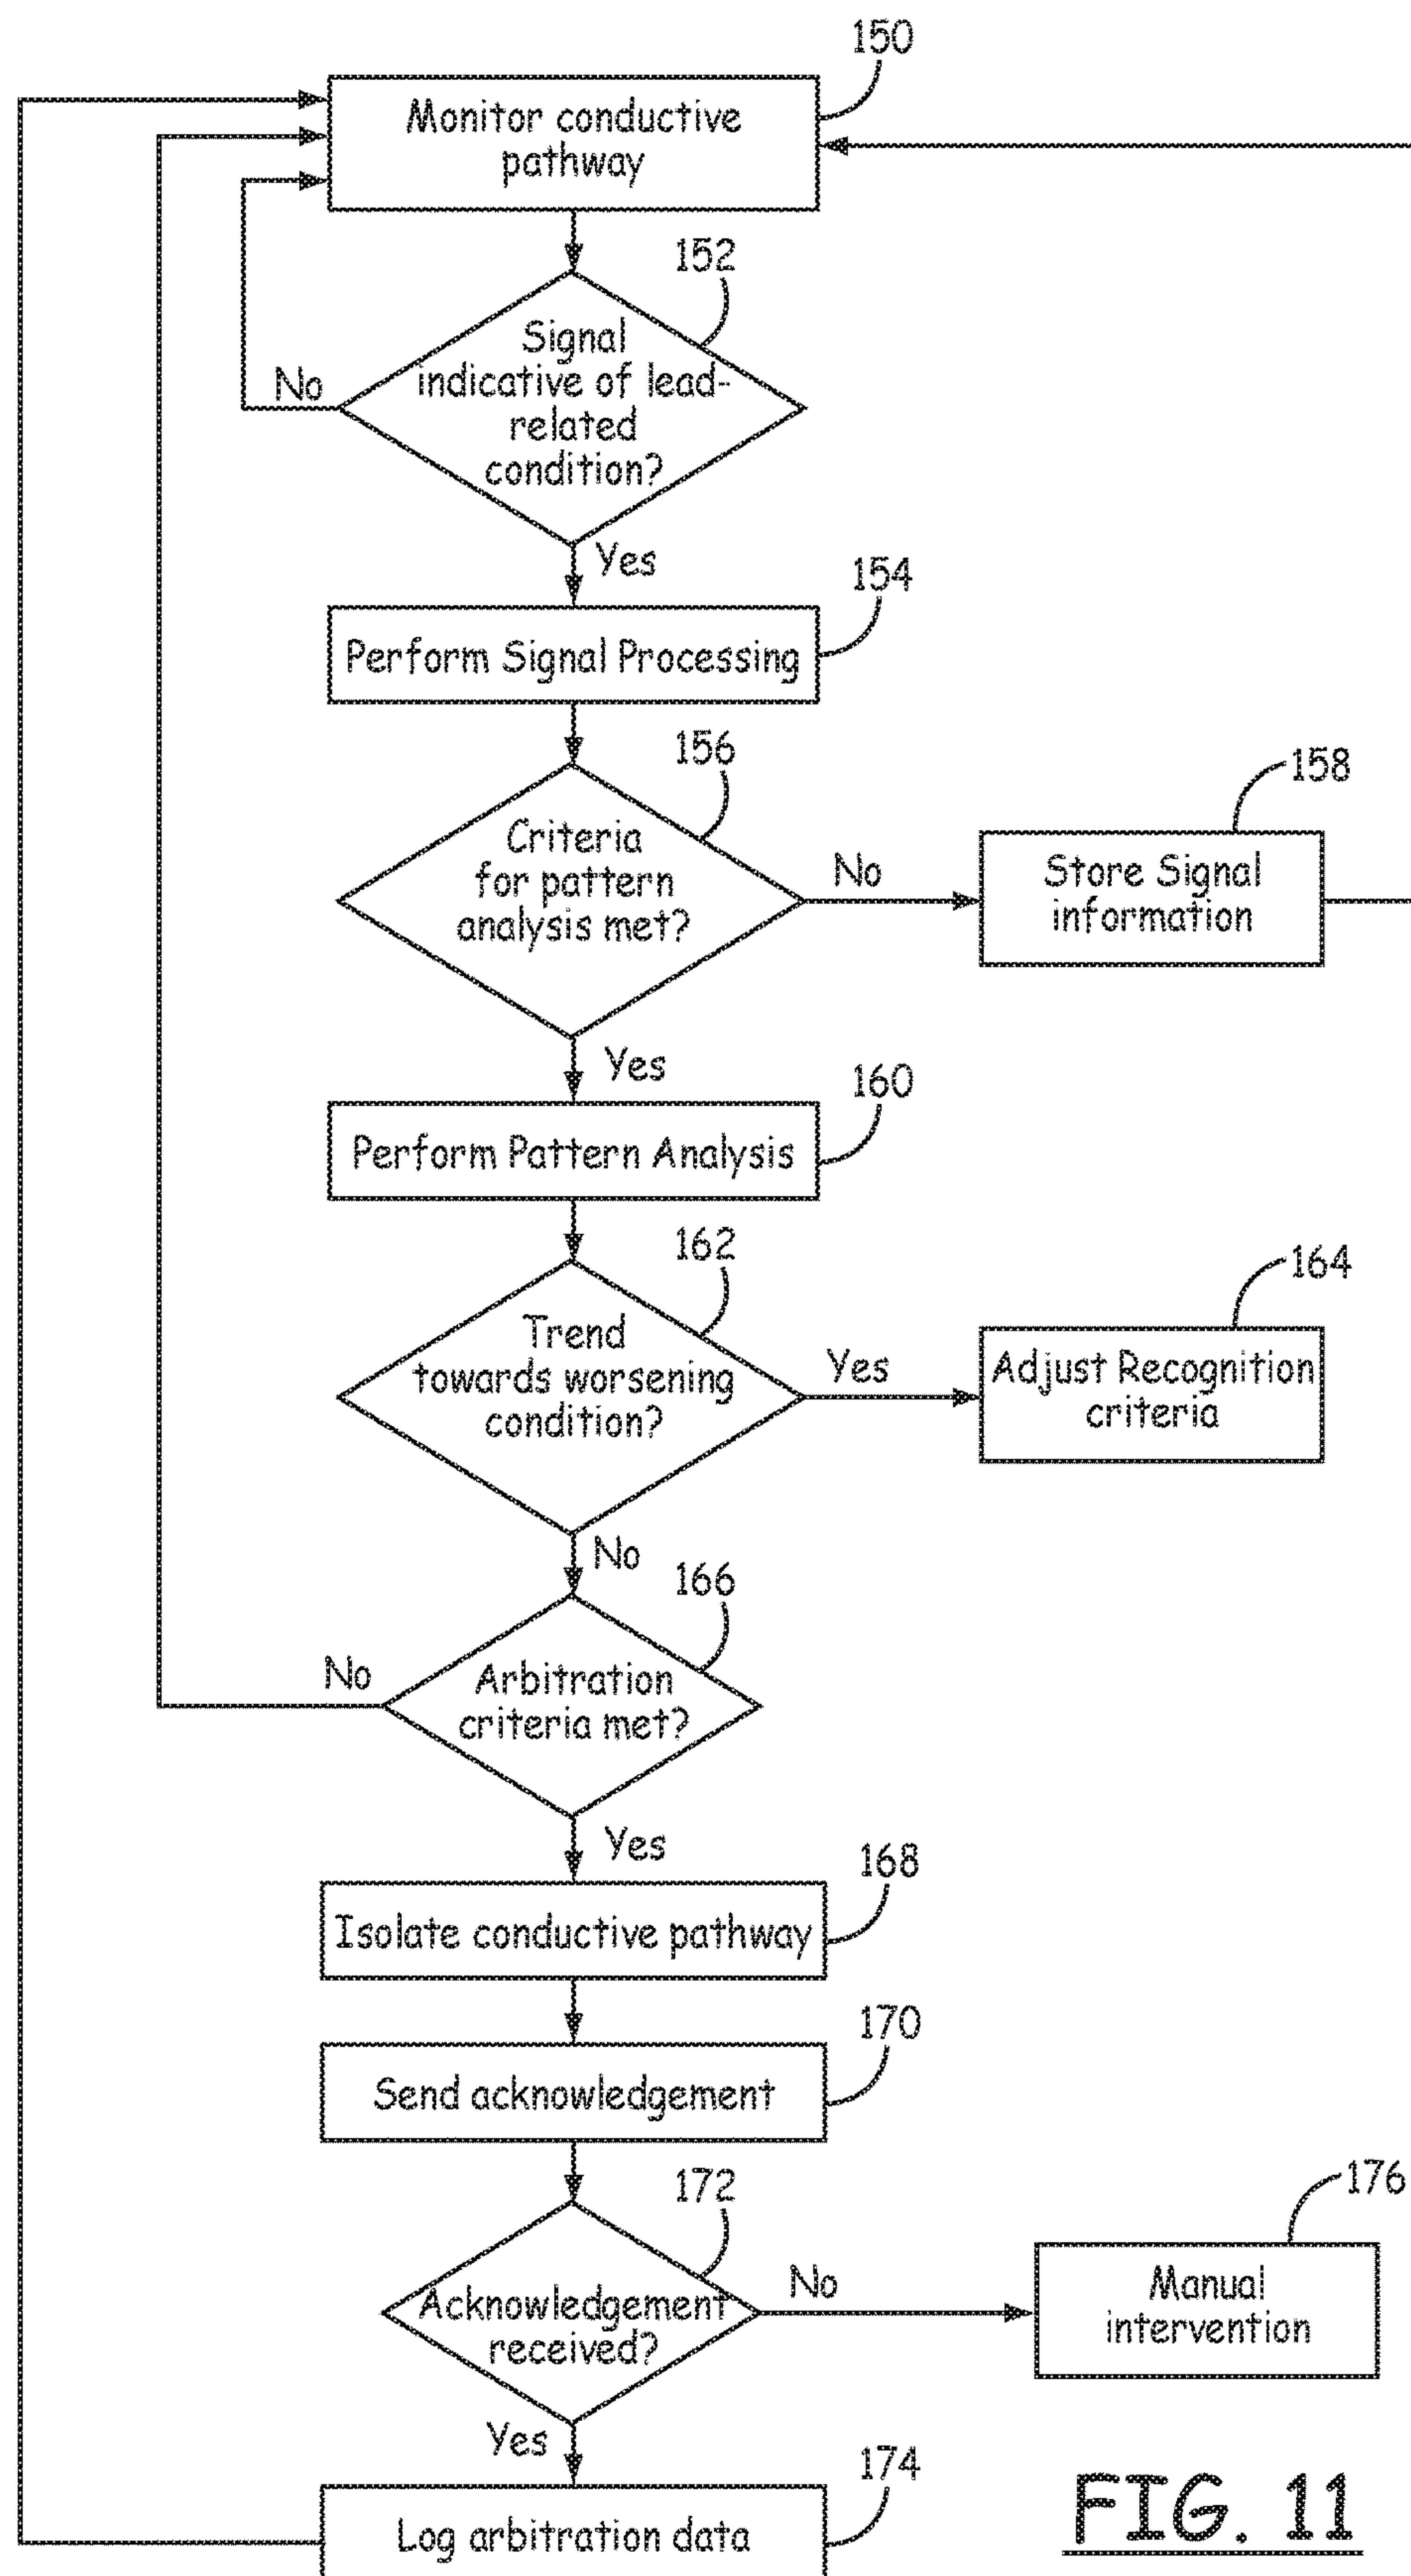 150
Monitor conductive
pathway
152
Signal
indicative of lead-
related
condition?
No
Yes
154
Perform Signal Processing
156
Criteria
for pattern
analysis met?
No
158
Store Signal
information
Yes
160
Perform Pattern Analysis
162
Trend
towards worsening
condition?
Yes
164
Adjust Recognition
criteria
No
166
Arbitration
criteria met?
No
Yes
168
Isolate conductive pathway
170
Send acknowledgement
172
Acknowledgement
received?
No
176
Manual
intervention
Yes
174
Log arbitration data
FIG. 11